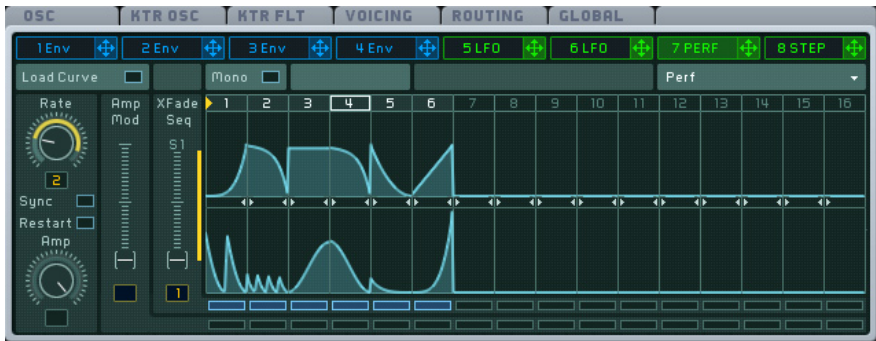 OSC KTR OSC KTR FLT VOICING ROUTING GLOBAL
1 Env 2 Env 3 Env 4 Env 5 LFO 6 LFO 7 PERF 8 STEP
Load Curve Mono Perf
Rate Amp Mod XFade Seq 1 2 3 4 5 6 7 8 9 10 11 12 13 14 15 16
S1
2
Sync
Restart
Amp
1